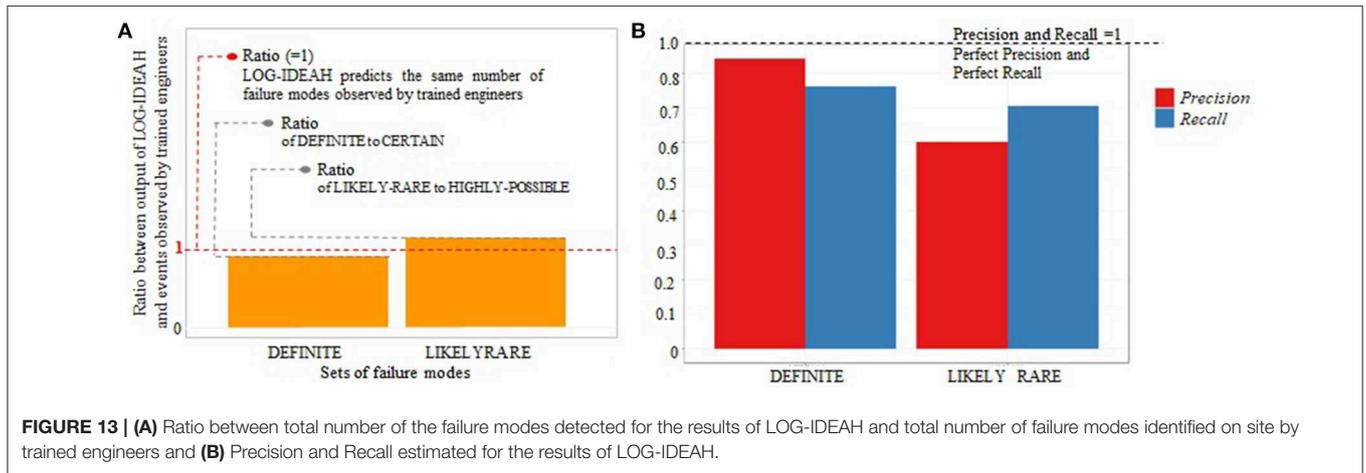 A
Ratio between output of LOG-IDEAH
and events observed by trained engineers
Ratio (=1)
LOG-IDEAH predicts the same number of
failure modes observed by trained engineers
Ratio
of DEFINITE to CERTAIN
Ratio
of LIKELY-RARE to HIGHLY-POSSIBLE
1
0
DEFINITE LIKELYRARE
Sets of failure modes
B
Precision and Recall =1
Perfect Precision and
Perfect Recall
1.0
0.8
0.7
0.6
0.5
0.4
0.3
0.2
0.1
0
DEFINITE LIKELY RARE
Precision
Recall
FIGURE 13 | (A) Ratio between total number of the failure modes detected for the results of LOG-IDEAH and total number of failure modes identified on site by
trained engineers and (B) Precision and Recall estimated for the results of LOG-IDEAH.